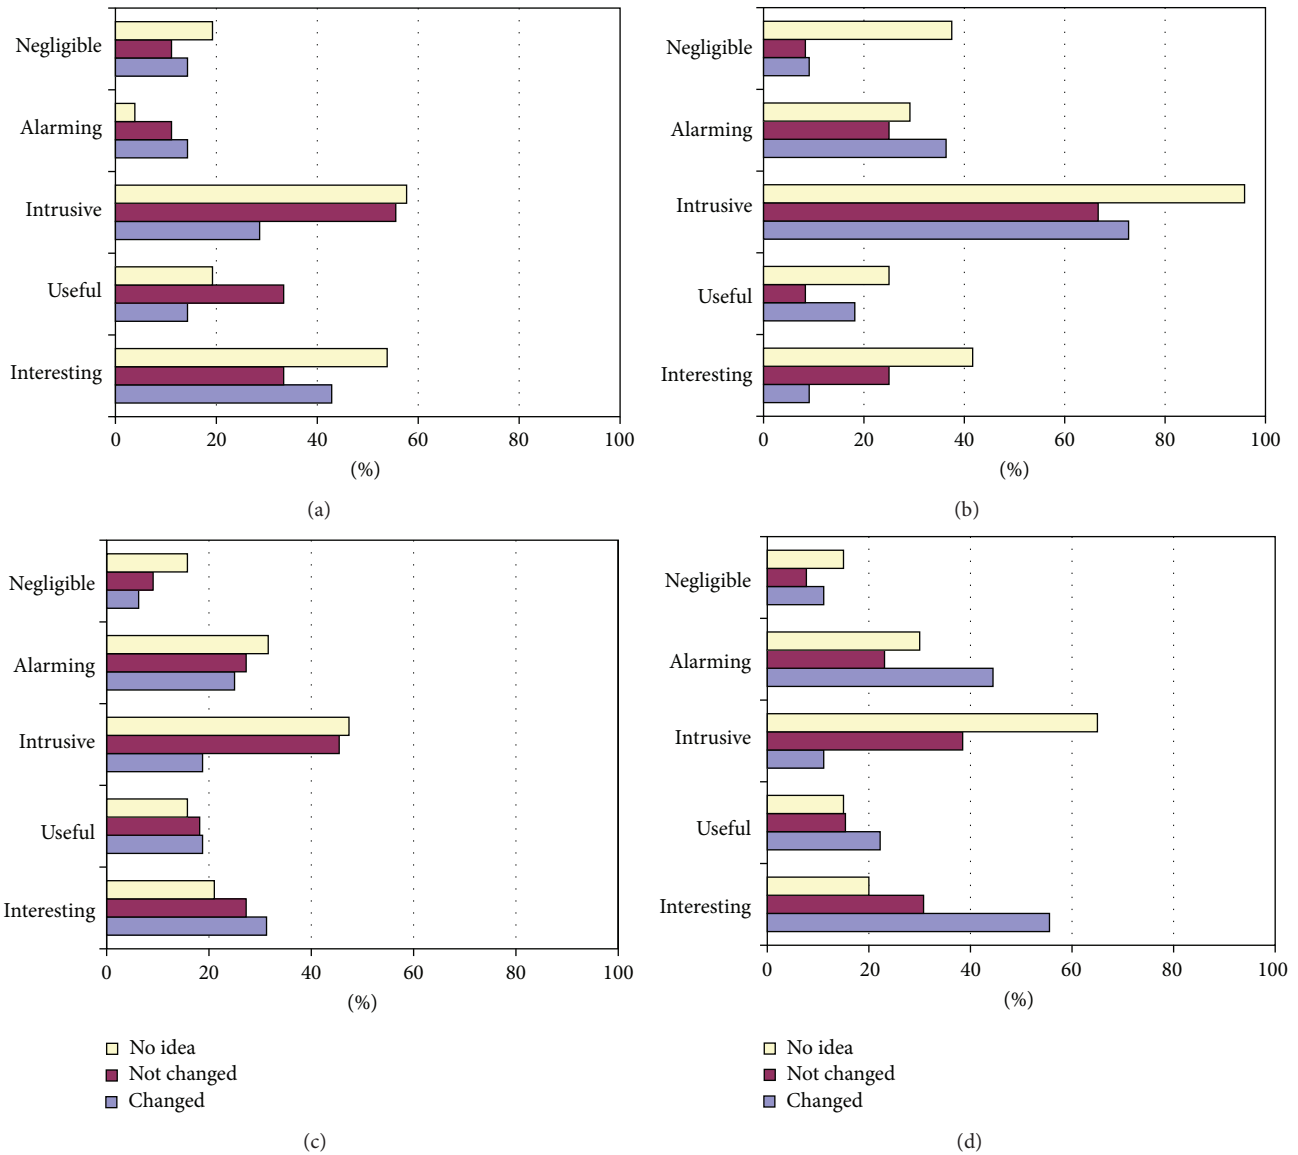 Negligible
Alarming
Intrusive
Useful
Interesting
0 20 40 60 80 100
(%)
(a)
Negligible
Alarming
Intrusive
Useful
Interesting
0 20 40 60 80 100
(%)
(b)
Negligible
Alarming
Intrusive
Useful
Interesting
0 20 40 60 80 100
(%)
No idea
Not changed
Changed
(c)
Negligible
Alarming
Intrusive
Useful
Interesting
0 20 40 60 80 100
(%)
No idea
Not changed
Changed
(d)